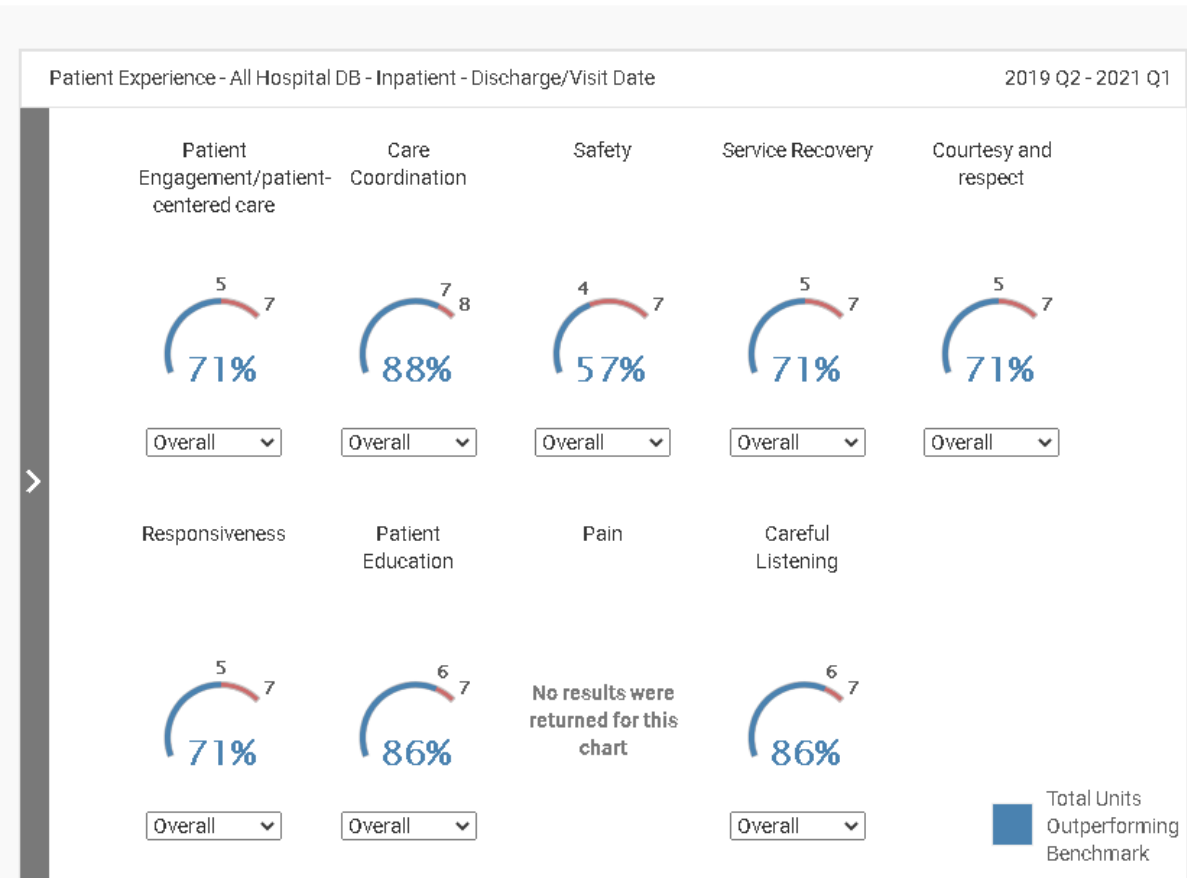 Patient Experience - All Hospital DB - Inpatient - Discharge/Visit Date
2019 Q2 - 2021 Q1
Patient
Engagement/patient-
centered care
Care
Coordination
Safety
Service Recovery
Courtesy and
respect
5
7
71%
7
8
88%
4
7
57%
5
7
71%
5
7
71%
Overall
Overall
Overall
Overall
Overall
Responsiveness
Patient
Education
Pain
Careful
Listening
5
7
71%
6
7
86%
No results were
returned for this
chart
6
7
86%
Overall
Overall
Overall
Total Units
Outperforming
Benchmark